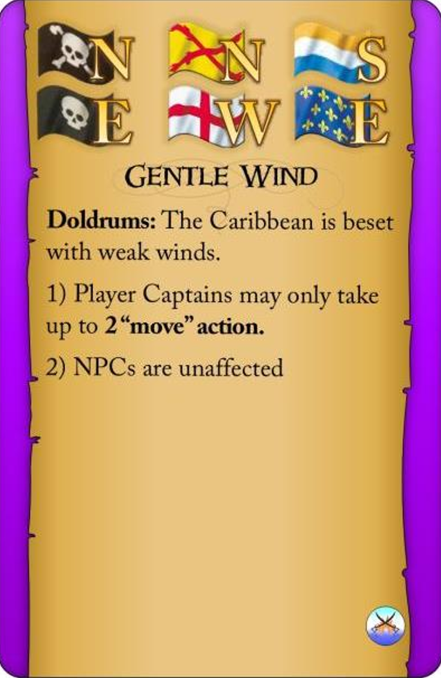 N N S
E W E
GENTLE WIND
Doldrums: The Caribbean is beset
with weak winds.
1) Player Captains may only take
up to 2 “move” action.
2) NPCs are unaffected